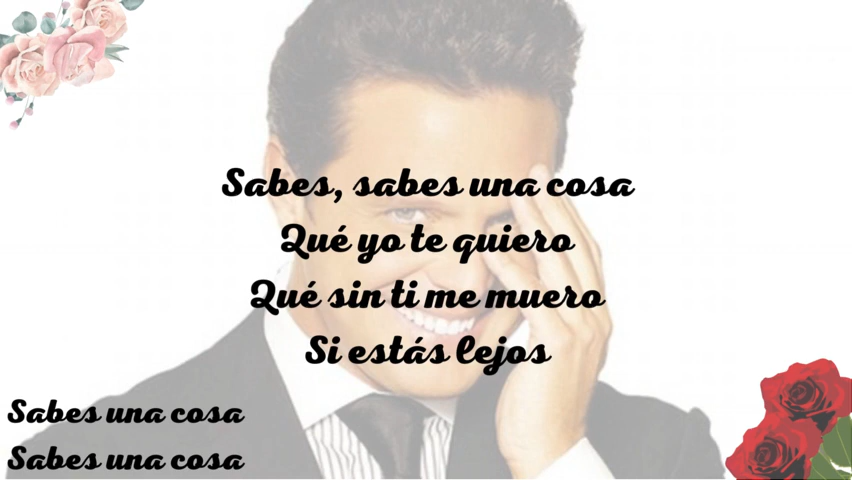 Sabes, sabes una cosa
Qué yo te quiero
Qué sin ti me muero
Si estás lejos
Sabes una cosa
Sabes una cosa